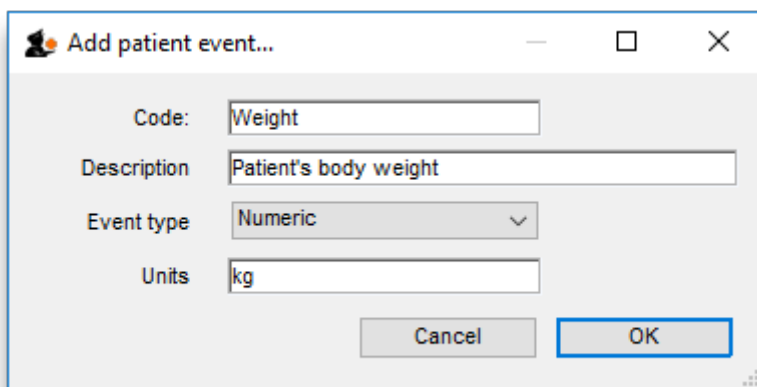 Add patient event...
Code: Weight
Description Patient's body weight
Event type Numeric
Units kg
Cancel OK